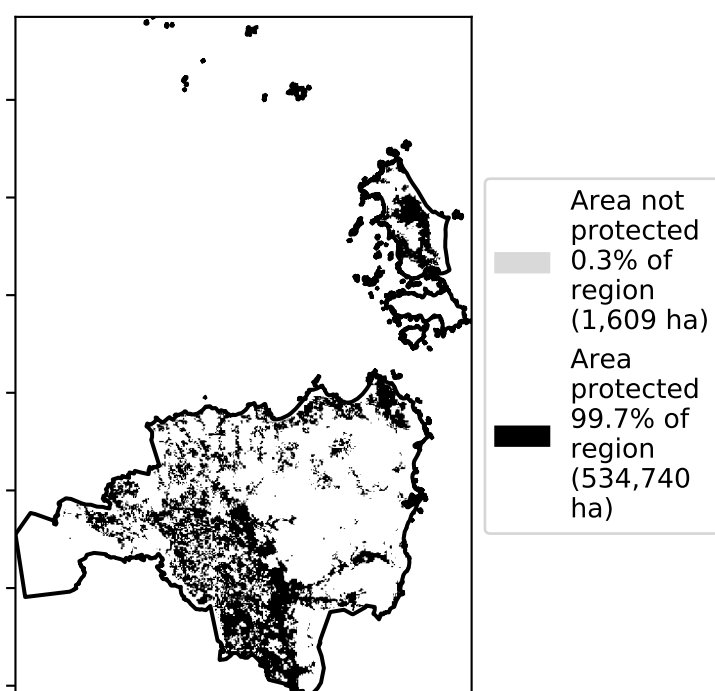 Area not
protected
0.3% of
region
(1,609 ha)
Area
protected
99.7% of
region
(534,740
ha)